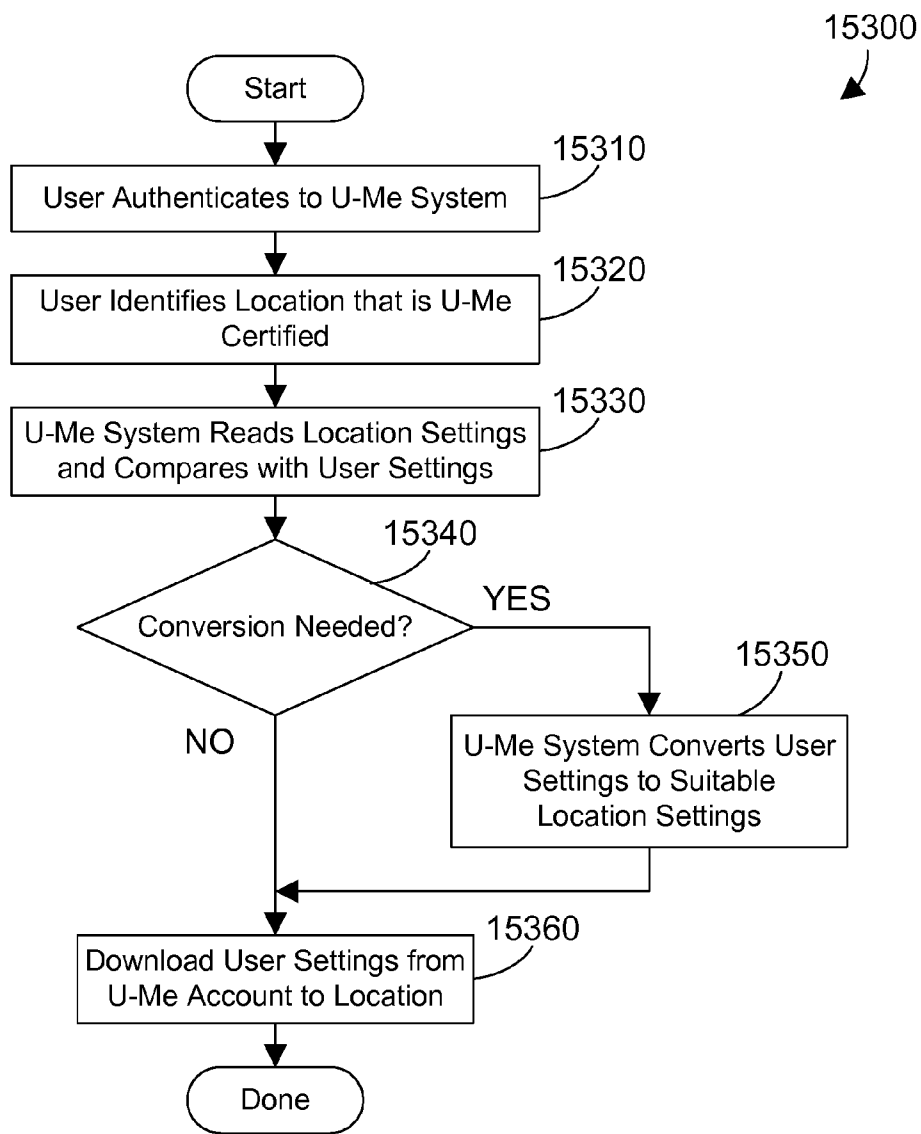 15300
Start
15310
User Authenticates to U-Me System
15320
User Identifies Location that is U-Me
Certified
15330
U-Me System Reads Location Settings
and Compares with User Settings
15340
Conversion Needed?
YES
NO
15350
U-Me System Converts User
Settings to Suitable
Location Settings
15360
Download User Settings from
U-Me Account to Location
Done